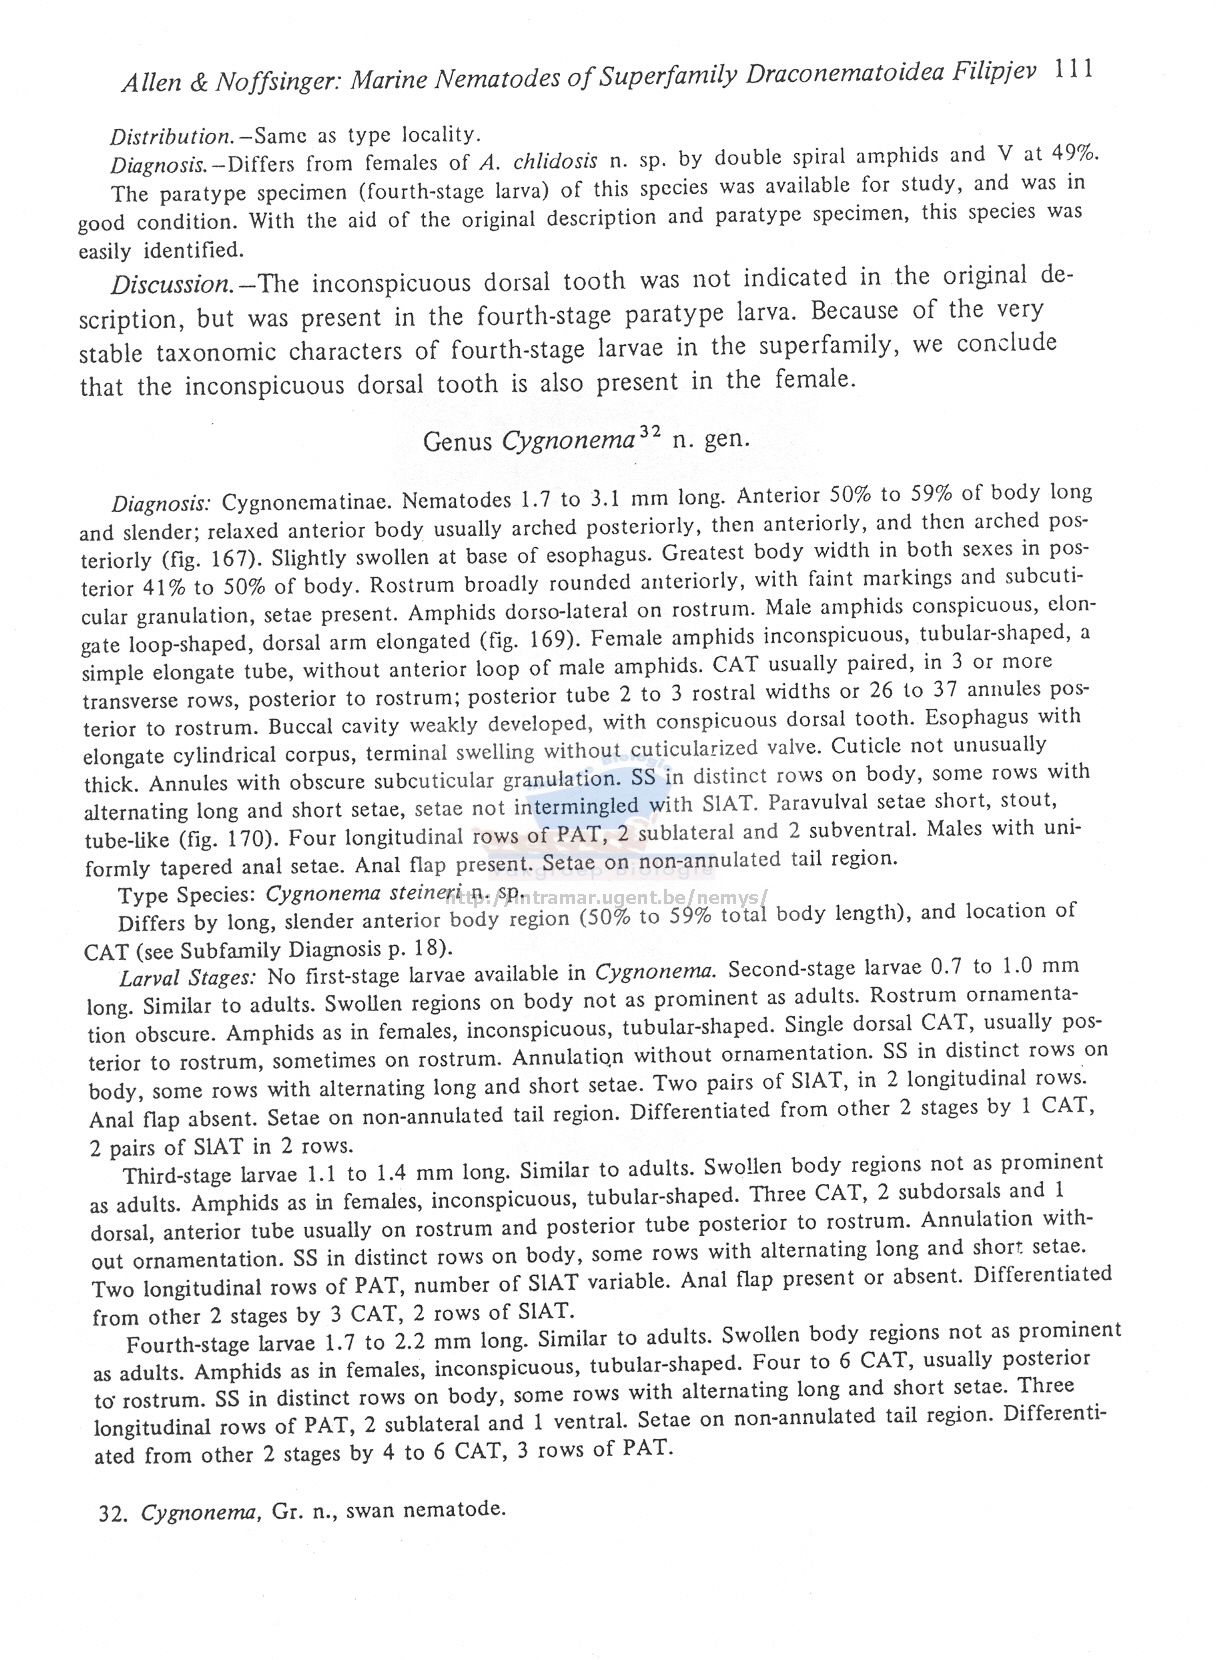 Allen & Noffsinger: Marine Nematodes of Superfamily Draconematoidea Filipjev 111
Distribution.—Same as type locality.
Diagnosis.—Differs from females of A. chlidosis n. sp. by double spiral amphids and V at 49%.
The paratype specimen (fourth-stage larva) of this species was available for study, and was in
good condition. With the aid of the original description and paratype specimen, this species was
easily identified.
Discussion.—The inconspicuous dorsal tooth was not indicated in the original de-
scription, but was present in the fourth-stage paratype larva. Because of the very
stable taxonomic characters of fourth-stage larvae in the superfamily, we conclude
that the inconspicuous dorsal tooth is also present in the female.
Genus Cygnonema32 n. gen.
Diagnosis: Cygnonematinae. Nematodes 1.7 to 3.1 mm long. Anterior 50% to 59% of body long
and slender; relaxed anterior body usually arched posteriorly, then anteriorly, and then arched pos-
teriorly (fig. 167). Slightly swollen at base of esophagus. Greatest body width in both sexes in pos-
terior 41% to 50% of body. Rostrum broadly rounded anteriorly, with faint markings and subcuti-
cular granulation, setae present. Amphids dorso-lateral on rostrum. Male amphids conspicuous, elon-
gate loop-shaped, dorsal arm elongated (fig. 169). Female amphids inconspicuous, tubular-shaped, a
simple elongate tube, without anterior loop of male amphids. CAT usually paired, in 3 or more
transverse rows, posterior to rostrum; posterior tube 2 to 3 rostral widths or 26 to 37 annules pos-
terior to rostrum. Buccal cavity weakly developed, with conspicuous dorsal tooth. Esophagus with
elongate cylindrical corpus, terminal swelling without cuticularized valve. Cuticle not unusually
thick. Annules with obscure subcuticular granulation. SS in distinct rows on body, some rows with
alternating long and short setae, setae not intermingled with SlAT. Paravulval setae short, stout,
tube-like (fig. 170). Four longitudinal rows of PAT, 2 sublateral and 2 subventral. Males with uni-
formly tapered anal setae. Anal flap present. Setae on non-annulated tail region.
Type Species: Cygnonema steineri n. sp.
http://intramar.ugent.be/nemys/
Differs by long, slender anterior body region (50% to 59% total body length), and location of
CAT (see Subfamily Diagnosis p. 18).
Larval Stages: No first-stage larvae available in Cygnonema. Second-stage larvae 0.7 to 1.0 mm
long. Similar to adults. Swollen regions on body not as prominent as adults. Rostrum ornamenta-
tion obscure. Amphids as in females, inconspicuous, tubular-shaped. Single dorsal CAT, usually pos-
terior to rostrum, sometimes on rostrum. Annulation without ornamentation. SS in distinct rows on
body, some rows with alternating long and short setae. Two pairs of SlAT, in 2 longitudinal rows.
Anal flap absent. Setae on non-annulated tail region. Differentiated from other 2 stages by 1 CAT,
2 pairs of SlAT in 2 rows.
Third-stage larvae 1.1 to 1.4 mm long. Similar to adults. Swollen body regions not as prominent
as adults. Amphids as in females, inconspicuous, tubular-shaped. Three CAT, 2 subdorsals and 1
dorsal, anterior tube usually on rostrum and posterior tube posterior to rostrum. Annulation with-
out ornamentation. SS in distinct rows on body, some rows with alternating long and short setae.
Two longitudinal rows of PAT, number of SlAT variable. Anal flap present or absent. Differentiated
from other 2 stages by 3 CAT, 2 rows of SlAT.
Fourth-stage larvae 1.7 to 2.2 mm long. Similar to adults. Swollen body regions not as prominent
as adults. Amphids as in females, inconspicuous, tubular-shaped. Four to 6 CAT, usually posterior
to rostrum. SS in distinct rows on body, some rows with alternating long and short setae. Three
longitudinal rows of PAT, 2 sublateral and 1 ventral. Setae on non-annulated tail region. Differenti-
ated from other 2 stages by 4 to 6 CAT, 3 rows of PAT.
32. Cygnonema, Gr. n., swan nematode.